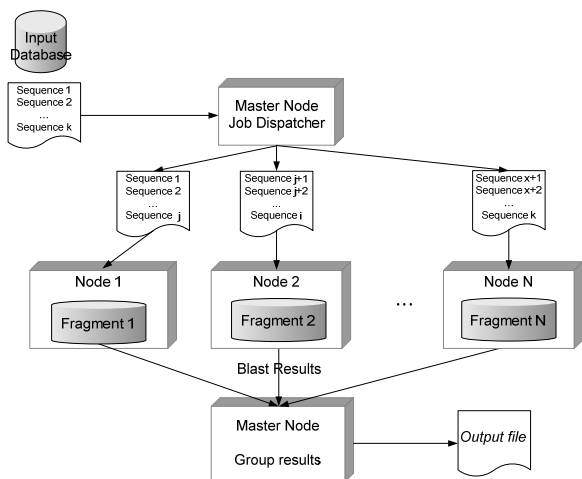 Input
Database
Sequence 1
Sequence 2
...
Sequence k
Master Node
Job Dispatcher
Sequence 1
Sequence 2
...
Sequence j
Sequence j+1
Sequence j+2
...
Sequence i
Sequence x+1
Sequence x+2
...
Sequence k
Node 1
Fragment 1
Node 2
Fragment 2
...
Node N
Fragment N
Blast Results
Master Node
Group results
Output file